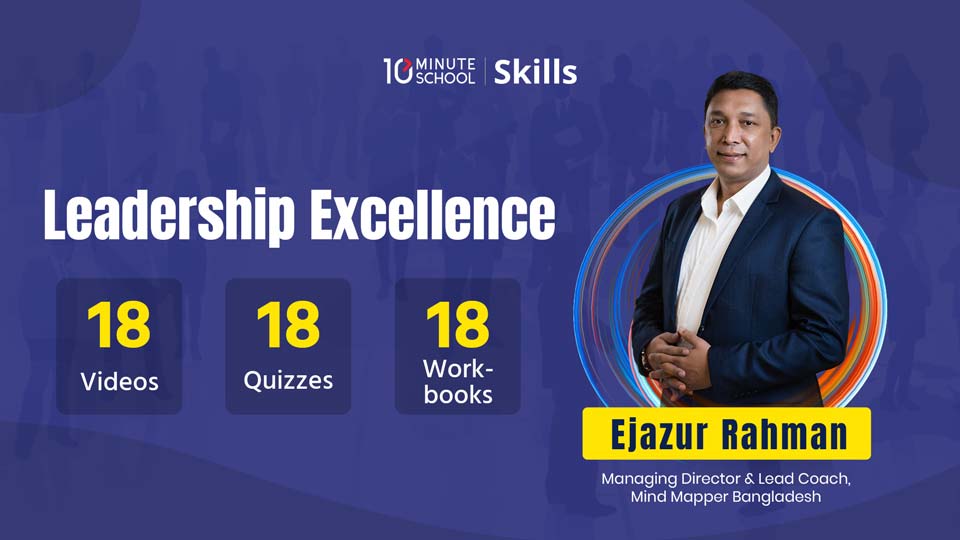 10 MINUTE SCHOOL | Skills
Leadership Excellence
18
Videos
18
Quizzes
18
Work-
books
Ejazur Rahman
Managing Director & Lead Coach,
Mind Mapper Bangladesh